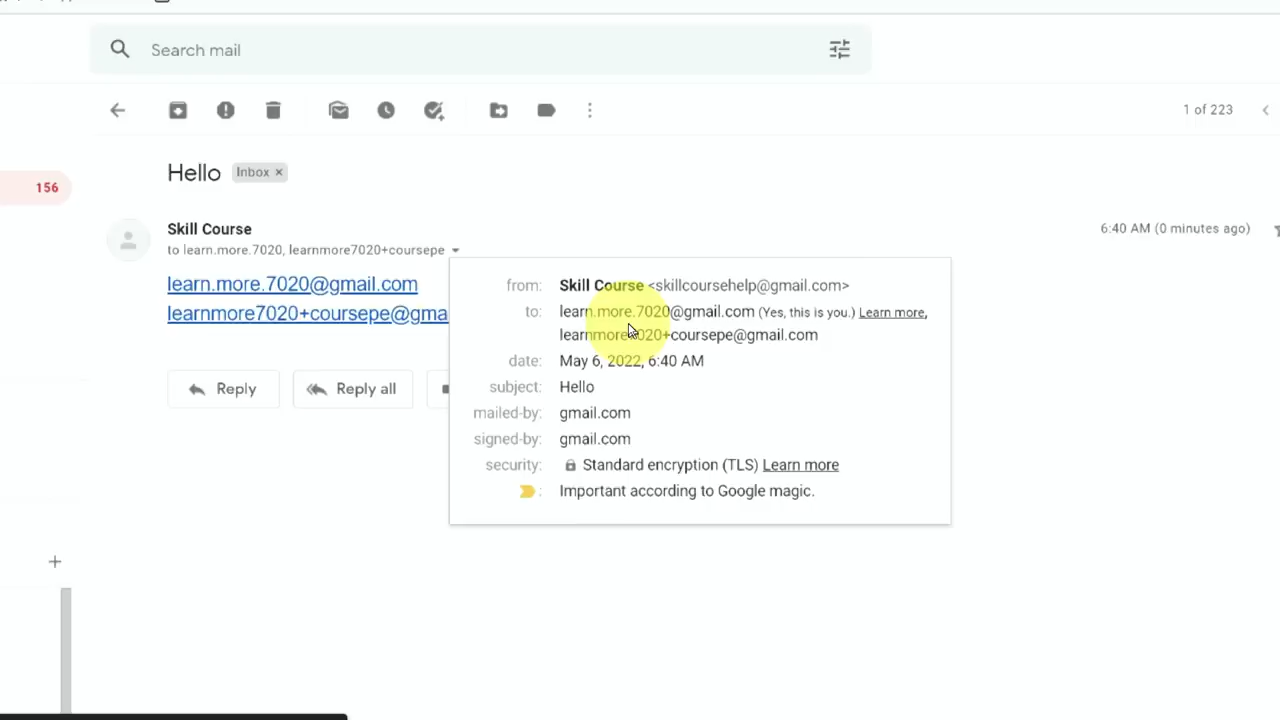 Search mail
1 of 223
Hello Inbox ×
156
Skill Course
6:40 AM (0 minutes ago)
to learn.more.7020, learnmore7020+coursepe
learn.more.7020@gmail.com
learnmore7020+coursepe@gma
from: Skill Course <skillcoursehelp@gmail.com>
to: learn.more.7020@gmail.com (Yes, this is you.) Learn more,
learnmore7020+coursepe@gmail.com
date: May 6, 2022, 6:40 AM
subject: Hello
mailed-by: gmail.com
signed-by: gmail.com
security: Standard encryption (TLS) Learn more
: Important according to Google magic.
Reply
Reply all